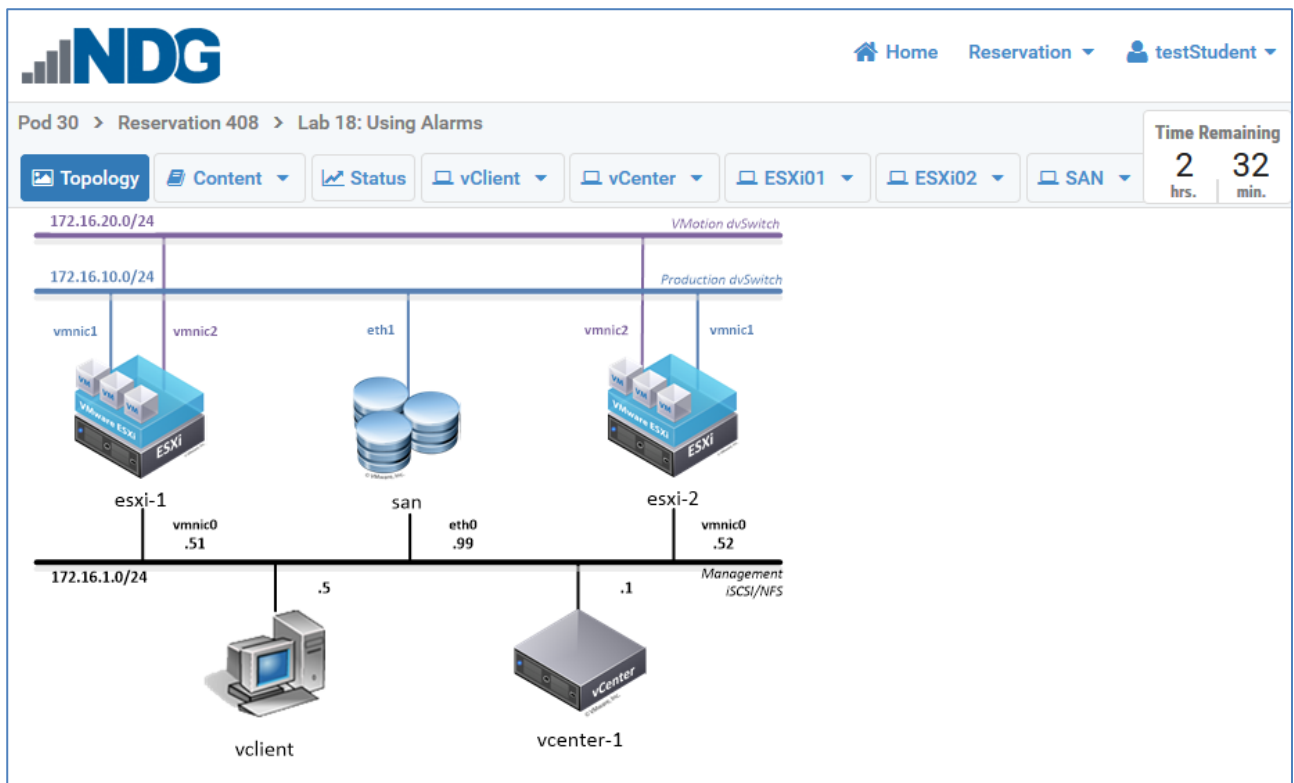 NDG
Home Reservation testStudent
Pod 30 > Reservation 408 > Lab 18: Using Alarms
Time Remaining
2 32
hrs. min.
Topology Content Status vClient vCenter ESXi01 ESXi02 SAN
172.16.20.0/24 VMotion dvSwitch
172.16.10.0/24 Production dvSwitch
vmnic1 vmnic2 eth1 vmnic2 vmnic1
VM VM VM VM VM VM
VMware ESXi VMware ESXi
ESXi ESXi
© VMware, Inc.
esxi-1 san esxi-2
vmnic0 eth0 vmnic0
.51 .99 .52
172.16.1.0/24 Management
iSCSI/NFS
.5 .1
vCenter
© VMware, Inc.
vclient vcenter-1